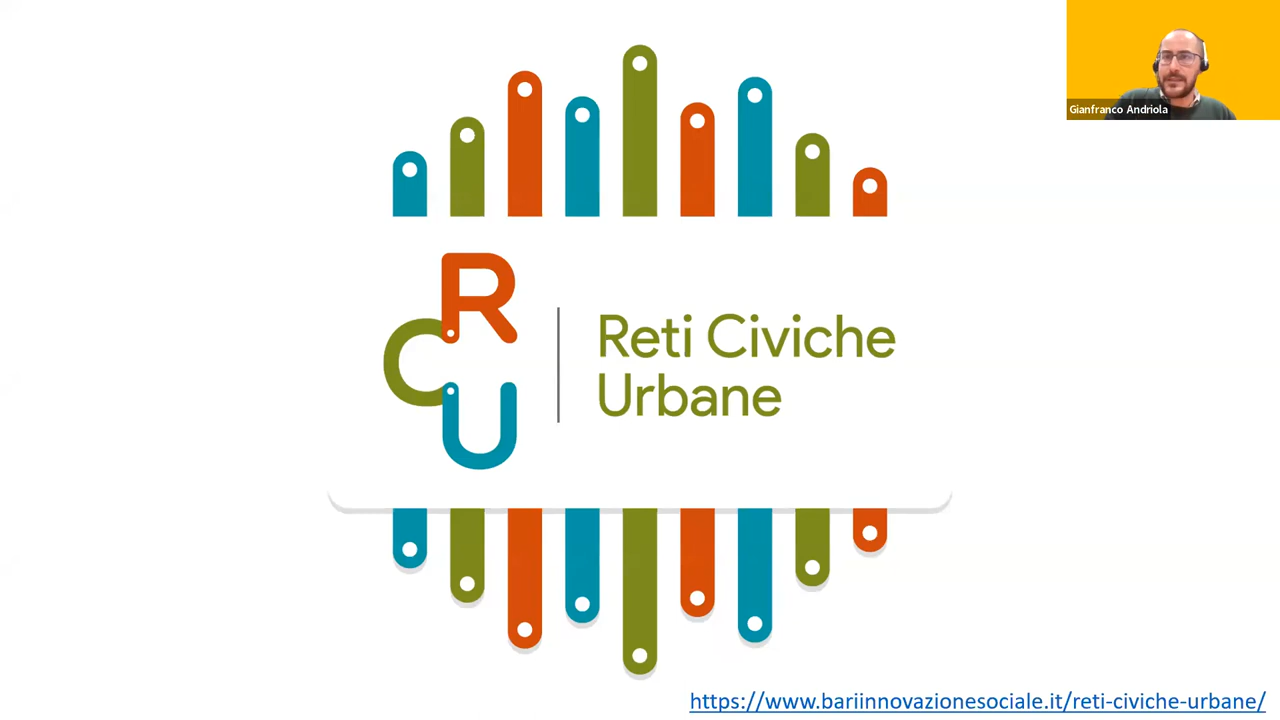 Gianfranco Andriola
RCU
Reti Civiche
Urbane
https://www.bariinnovazionesociale.it/reti-civiche-urbane/